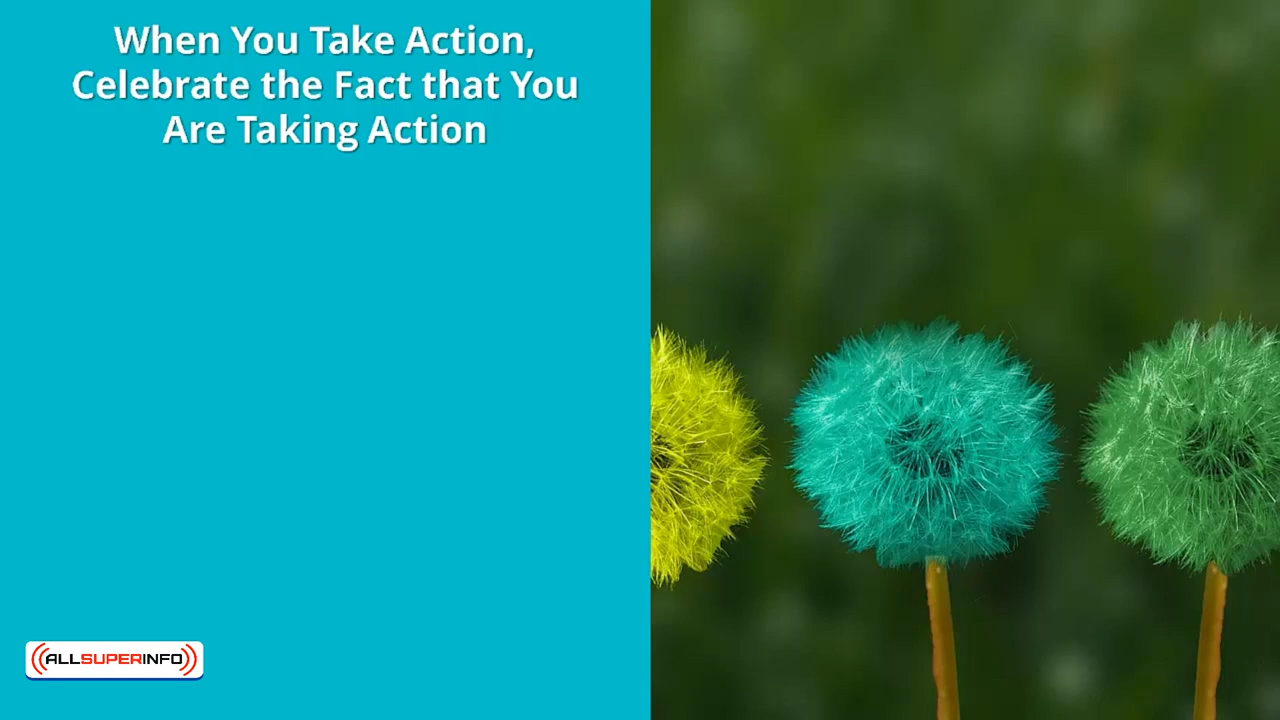 When You Take Action,
Celebrate the Fact that You
Are Taking Action
ALLSUPERINFO